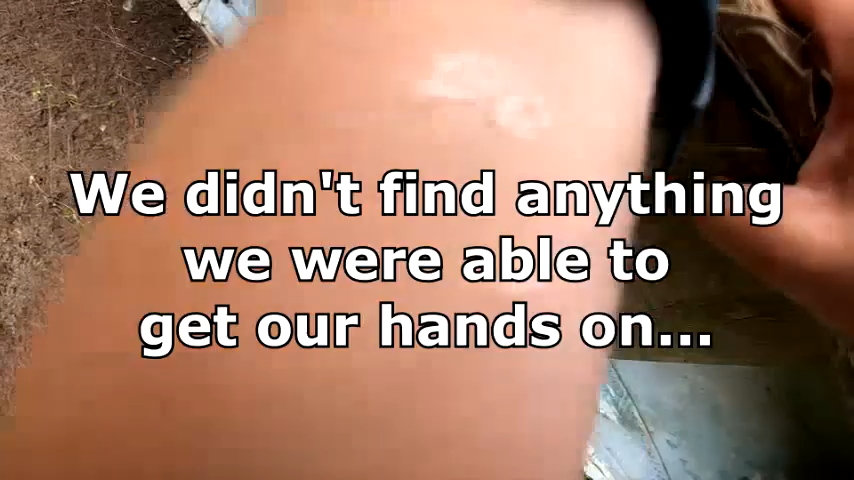 We didn't find anything
we were able to
get our hands on...